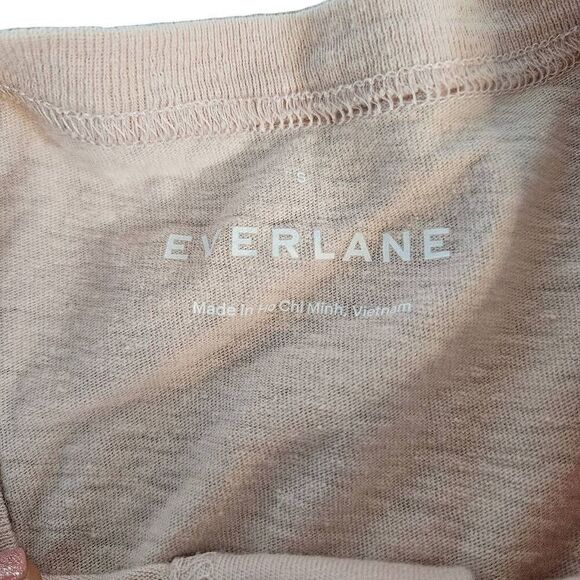 S
EVERLANE
Made in Ho Chi Minh, Vietnam